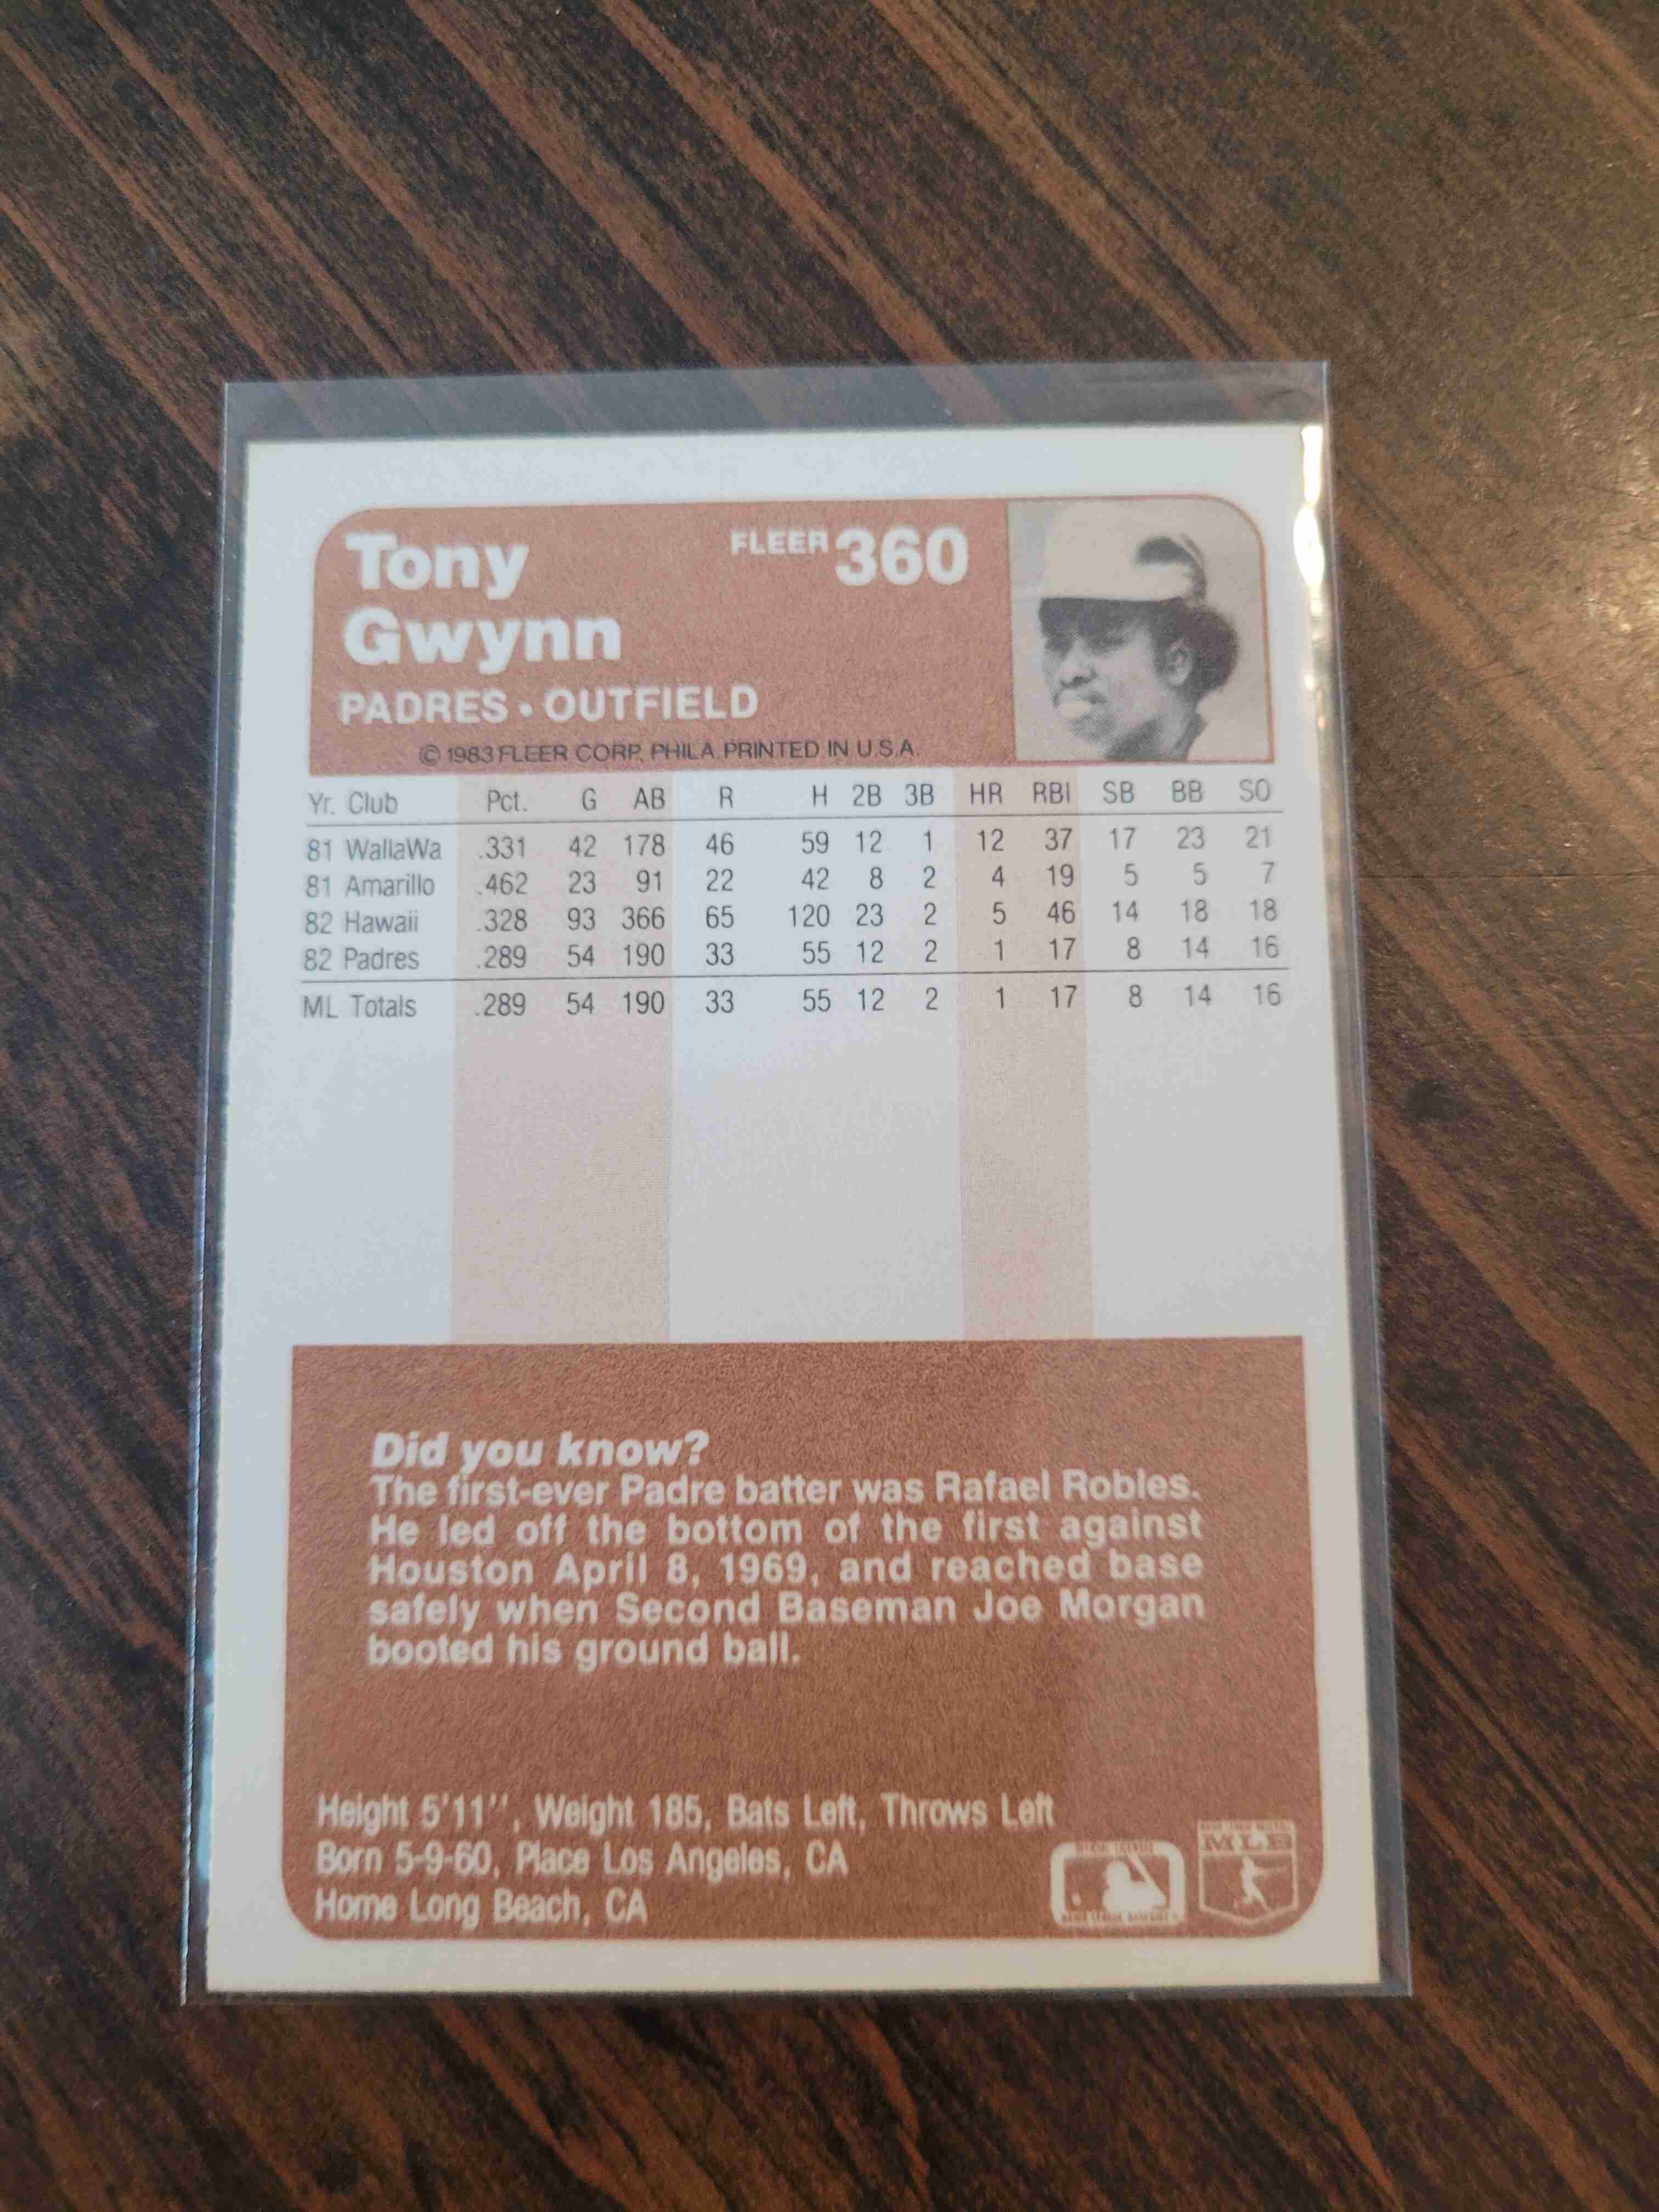 Tony
Gwynn
FLEER 360
PADRES • OUTFIELD
© 1983 FLEER CORP. PHILA. PRINTED IN U.S.A.
Yr. Club Pct. G AB R H 2B 3B HR RBI SB BB SO
81 WallaWa .331 42 178 46 59 12 1 12 37 17 23 21
81 Amarillo .462 23 91 22 42 8 2 4 19 5 5 7
82 Hawaii .328 93 366 65 120 23 2 5 46 14 18 18
82 Padres .289 54 190 33 55 12 2 1 17 8 14 16
ML Totals .289 54 190 33 55 12 2 1 17 8 14 16
Did you know?
The first-ever Padre batter was Rafael Robles.
He led off the bottom of the first against
Houston April 8, 1969, and reached base
safely when Second Baseman Joe Morgan
booted his ground ball.
Height 5'11", Weight 185, Bats Left, Throws Left
Born 5-9-60, Place Los Angeles, CA
Home Long Beach, CA
MLB